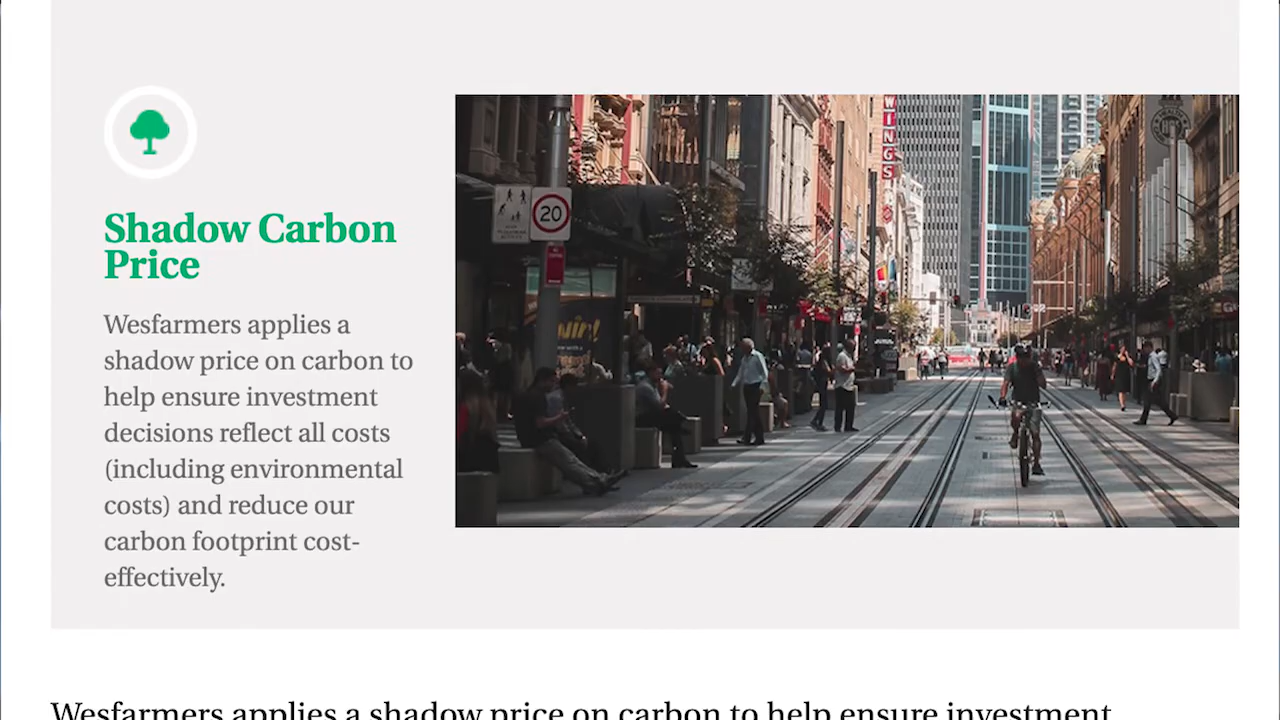 Shadow Carbon
Price
Wesfarmers applies a
shadow price on carbon to
help ensure investment
decisions reflect all costs
(including environmental
costs) and reduce our
carbon footprint cost-
effectively.
WINGS
20
win!
Wesfarmers applies a shadow price on carbon to help ensure investment